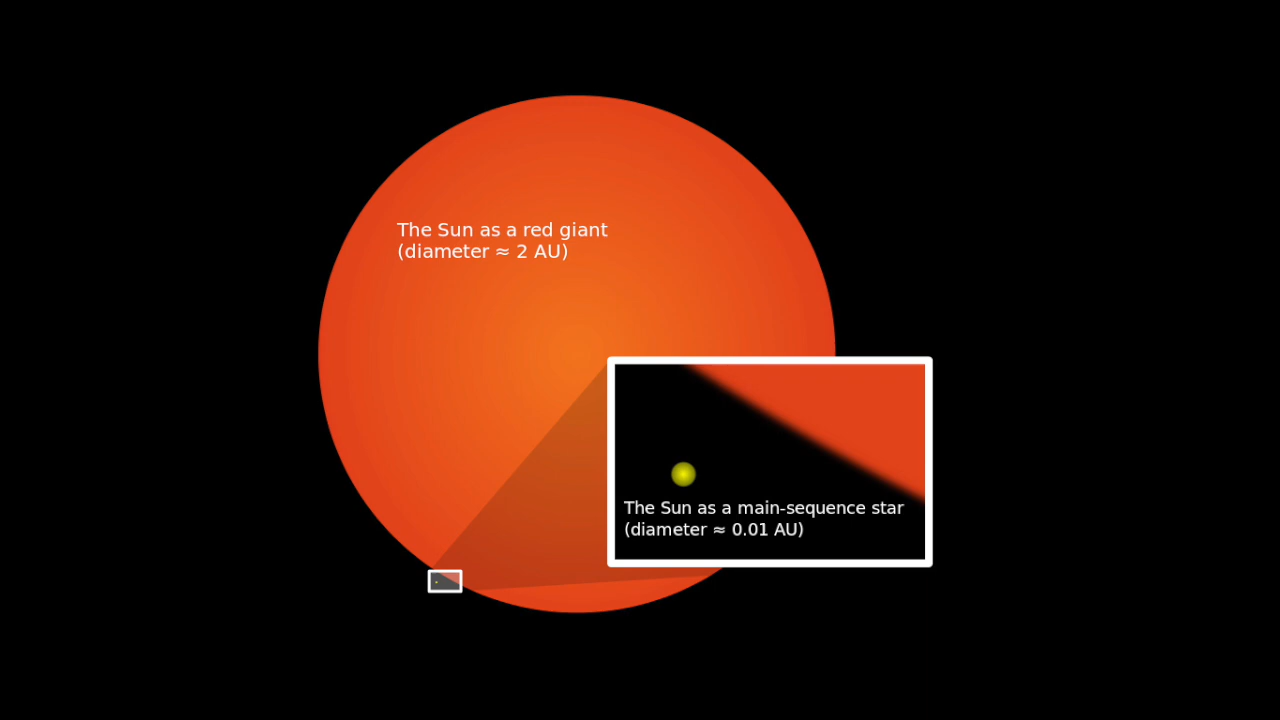 The Sun as a red giant
(diameter ≈ 2 AU)
The Sun as a main-sequence star
(diameter ≈ 0.01 AU)